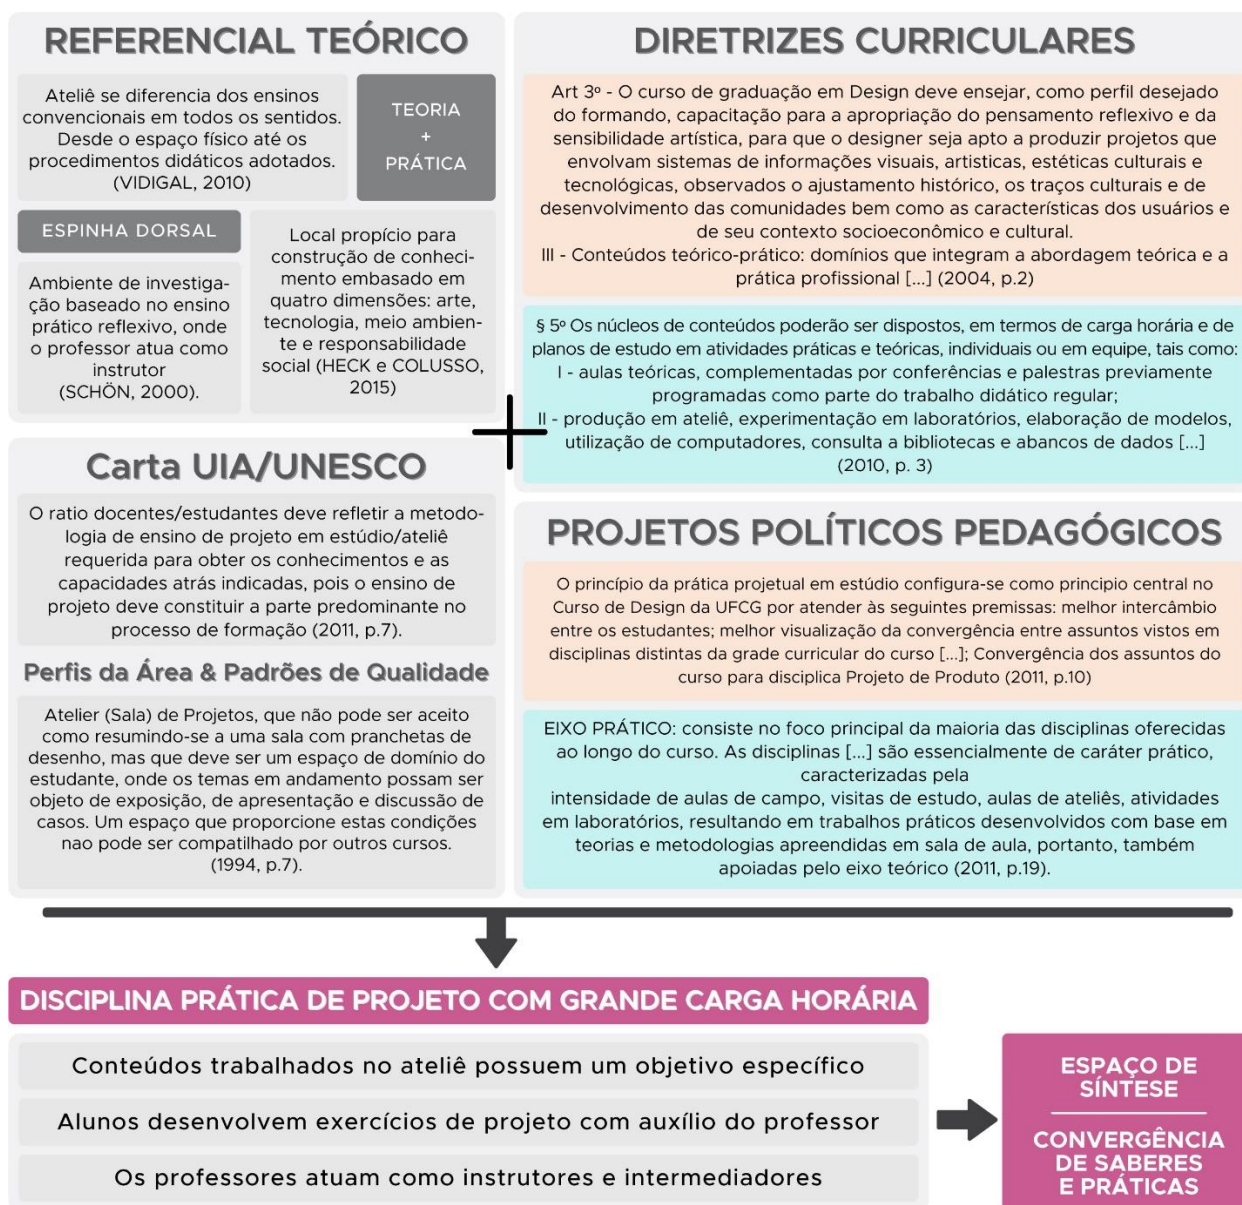 REFERENCIAL TEÓRICO
Ateliê se diferencia dos ensinos
convencionais em todos os sentidos.
Desde o espaço físico até os
procedimentos didáticos adotados.
(VIDIGAL, 2010)
TEORIA
+
PRÁTICA
ESPINHA DORSAL
Ambiente de investiga-
ção baseado no ensino
prático reflexivo, onde
o professor atua como
instrutor
(SCHÖN, 2000).
Local propício para
construção de conheci-
mento embasado em
quatro dimensões: arte,
tecnologia, meio ambien-
te e responsabilidade
social (HECK e COLUSSO,
2015)
Carta UIA/UNESCO
O ratio docentes/estudantes deve refletir a metodo-
logia de ensino de projeto em estúdio/ateliê
requerida para obter os conhecimentos e as
capacidades atrás indicadas, pois o ensino de
projeto deve constituir a parte predominante no
processo de formação (2011, p.7).
Perfis da Área & Padrões de Qualidade
Atelier (Sala) de Projetos, que não pode ser aceito
como resumindo-se a uma sala com pranchetas de
desenho, mas que deve ser um espaço de domínio do
estudante, onde os temas em andamento possam ser
objeto de exposição, de apresentação e discussão de
casos. Um espaço que proporcione estas condições
nao pode ser compatilhado por outros cursos.
(1994, p.7).
DIRETRIZES CURRICULARES
Art 3º - O curso de graduação em Design deve ensejar, como perfil desejado
do formando, capacitação para a apropriação do pensamento reflexivo e da
sensibilidade artística, para que o designer seja apto a produzir projetos que
envolvam sistemas de informações visuais, artisticas, estéticas culturais e
tecnológicas, observados o ajustamento histórico, os traços culturais e de
desenvolvimento das comunidades bem como as características dos usuários e
de seu contexto socioeconômico e cultural.
III - Conteúdos teórico-prático: domínios que integram a abordagem teórica e a
prática profissional [...] (2004, p.2)
§ 5º Os núcleos de conteúdos poderão ser dispostos, em termos de carga horária e de
planos de estudo em atividades práticas e teóricas, individuais ou em equipe, tais como:
I - aulas teóricas, complementadas por conferências e palestras previamente
programadas como parte do trabalho didático regular;
II - produção em ateliê, experimentação em laboratórios, elaboração de modelos,
utilização de computadores, consulta a bibliotecas e abancos de dados [...]
(2010, p. 3)
PROJETOS POLÍTICOS PEDAGÓGICOS
O princípio da prática projetual em estúdio configura-se como principio central no
Curso de Design da UFCG por atender às seguintes premissas: melhor intercâmbio
entre os estudantes; melhor visualização da convergência entre assuntos vistos em
disciplinas distintas da grade curricular do curso [...]; Convergência dos assuntos do
curso para disciplica Projeto de Produto (2011, p.10)
EIXO PRÁTICO: consiste no foco principal da maioria das disciplinas oferecidas
ao longo do curso. As disciplinas [...] são essencialmente de caráter prático,
caracterizadas pela
intensidade de aulas de campo, visitas de estudo, aulas de ateliês, atividades
em laboratórios, resultando em trabalhos práticos desenvolvidos com base em
teorias e metodologias apreendidas em sala de aula, portanto, também
apoiadas pelo eixo teórico (2011, p.19).
DISCIPLINA PRÁTICA DE PROJETO COM GRANDE CARGA HORÁRIA
Conteúdos trabalhados no ateliê possuem um objetivo específico
Alunos desenvolvem exercícios de projeto com auxílio do professor
Os professores atuam como instrutores e intermediadores
ESPAÇO DE
SÍNTESE
CONVERGÊNCIA
DE SABERES
E PRÁTICAS